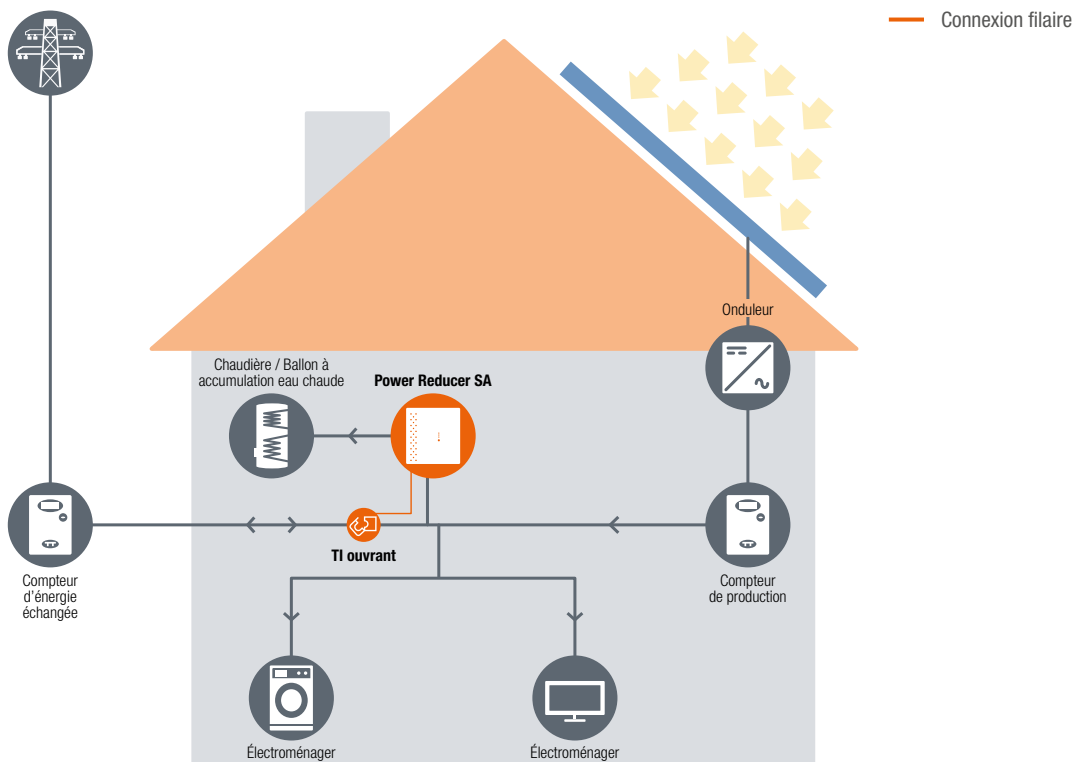 Connexion filaire
Onduleur
Chaudière / Ballon à
accumulation eau chaude
Power Reducer SA
TI ouvrant
Compteur
d'énergie
échangée
Compteur
de production
Électroménager
Électroménager